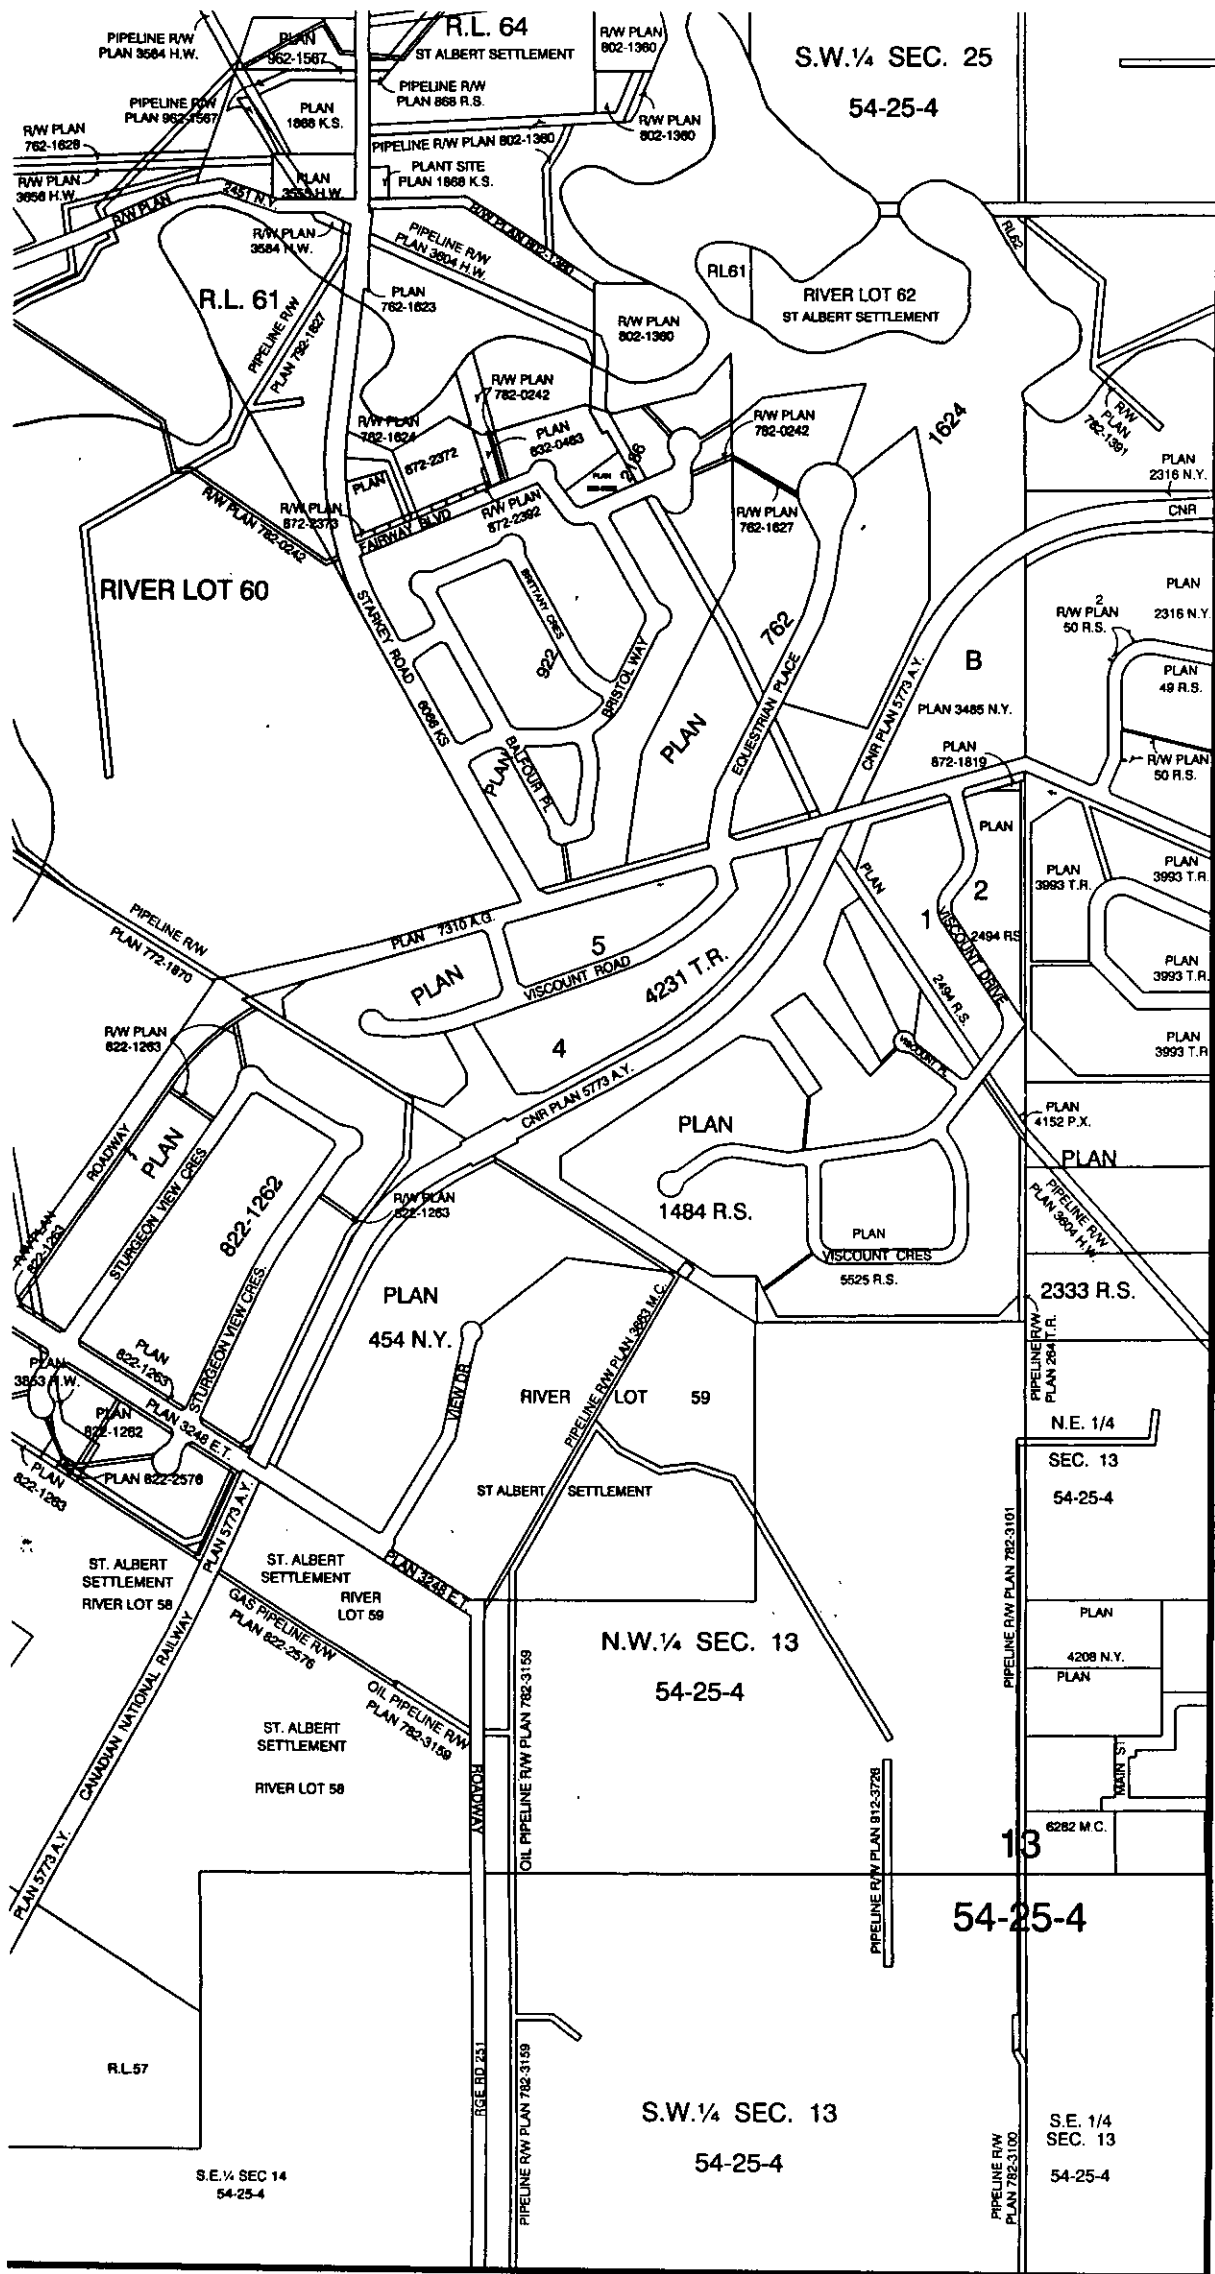 PIPELINE R/W
PLAN 3564 H.W.
PLAN
962-1567
R.L. 64
ST ALBERT SETTLEMENT
R/W PLAN
802-1360
S.W.¼ SEC. 25
54-25-4
PIPELINE R/W
PLAN 868 R.S.
PIPELINE R/W
PLAN 962-1567
PLAN
1868 K.S.
R/W PLAN
802-1360
R/W PLAN
762-1628
PIPELINE R/W PLAN 802-1360
PLANT SITE
PLAN 1868 K.S.
R/W PLAN
3656 H.W.
PLAN
3555 H.W.
R/W PLAN
2451 N.Y.
R/W PLAN
3564 H.W.
PIPELINE R/W
PLAN 3604 H.W.
R/W PLAN 802-1360
RL62
RL61
RIVER LOT 62
ST ALBERT SETTLEMENT
R.L. 61
PLAN
762-1623
PIPELINE R/W
PLAN 792-1827
R/W PLAN
802-1360
R/W PLAN
782-0242
R/W PLAN
762-1624
PLAN
832-0463
R/W PLAN
782-0242
1624
R/W
PLAN
782-1391
872-2372
PLAN
2186
PLAN
PLAN
2316 N.Y.
CNR
R/W PLAN
872-2373
R/W PLAN
872-2392
FAIRWAY BLVD
R/W PLAN
762-1627
R/W PLAN 782-0242
RIVER LOT 60
STARKEY ROAD
6066 KS
BRITTANY CRES
922
BRISTOL WAY
762
EQUESTRIAN PLACE
PLAN
2
R/W PLAN
50 R.S.
2316 N.Y.
B
PLAN
49 R.S.
PLAN 3485 N.Y.
CNR PLAN 5773 A.Y.
PLAN
PLAN
BALFOUR PL
PLAN
872-1819
R/W PLAN
50 R.S.
PLAN
PLAN
PLAN
3993 T.R.
PLAN
3993 T.R.
2
1
VISCOUNT DRIVE
2494 RS
PIPELINE R/W
PLAN 772-1870
PLAN 7310 A.G.
5
VISCOUNT ROAD
PLAN
4231 T.R.
2494 R.S.
PLAN
3993 T.R.
R/W PLAN
822-1263
4
CNR PLAN 5773 A.Y.
VISCOUNT PL
PLAN
3993 T.R
PLAN
4152 P.X.
PLAN
PLAN
ROADWAY
PLAN
STURGEON VIEW CRES
822-1262
R/W PLAN
822-1263
1484 R.S.
PIPELINE R/W
PLAN 3604 H.W.
R/W PLAN
822-1263
PLAN
VISCOUNT CRES
5525 R.S.
STURGEON VIEW CRES.
PLAN
454 N.Y.
PIPELINE R/W PLAN 3863 M.C.
2333 R.S.
PIPELINE R/W
PLAN 264 T.R.
PLAN
822-1263
PLAN
VIEW DR.
RIVER LOT 59
PLAN
822-1262
PLAN 3248 E.T.
N.E. 1/4
SEC. 13
54-25-4
PLAN
822-1263
PLAN 822-2576
ST ALBERT SETTLEMENT
PLAN 5773 A.Y.
PIPELINE R/W PLAN 782-3101
ST. ALBERT
SETTLEMENT
RIVER LOT 58
ST. ALBERT
SETTLEMENT
RIVER
LOT 59
PLAN 3248 E.T.
GAS PIPELINE R/W
PLAN 822-2576
N.W.¼ SEC. 13
54-25-4
PLAN
4208 N.Y.
PLAN
OIL PIPELINE R/W
PLAN 782-3159
OIL PIPELINE R/W PLAN 782-3159
ST. ALBERT
SETTLEMENT
RIVER LOT 58
CANADIAN NATIONAL RAILWAY
ROADWAY
MAIN ST
PIPELINE R/W PLAN 912-3726
6262 M.C.
13
54-25-4
PLAN 5773 A.Y.
R.L.57
RGE RD 251
PIPELINE R/W PLAN 782-3159
S.W.¼ SEC. 13
54-25-4
S.E. 1/4
SEC. 13
54-25-4
PIPELINE R/W
PLAN 782-3100
S.E.¼ SEC 14
54-25-4